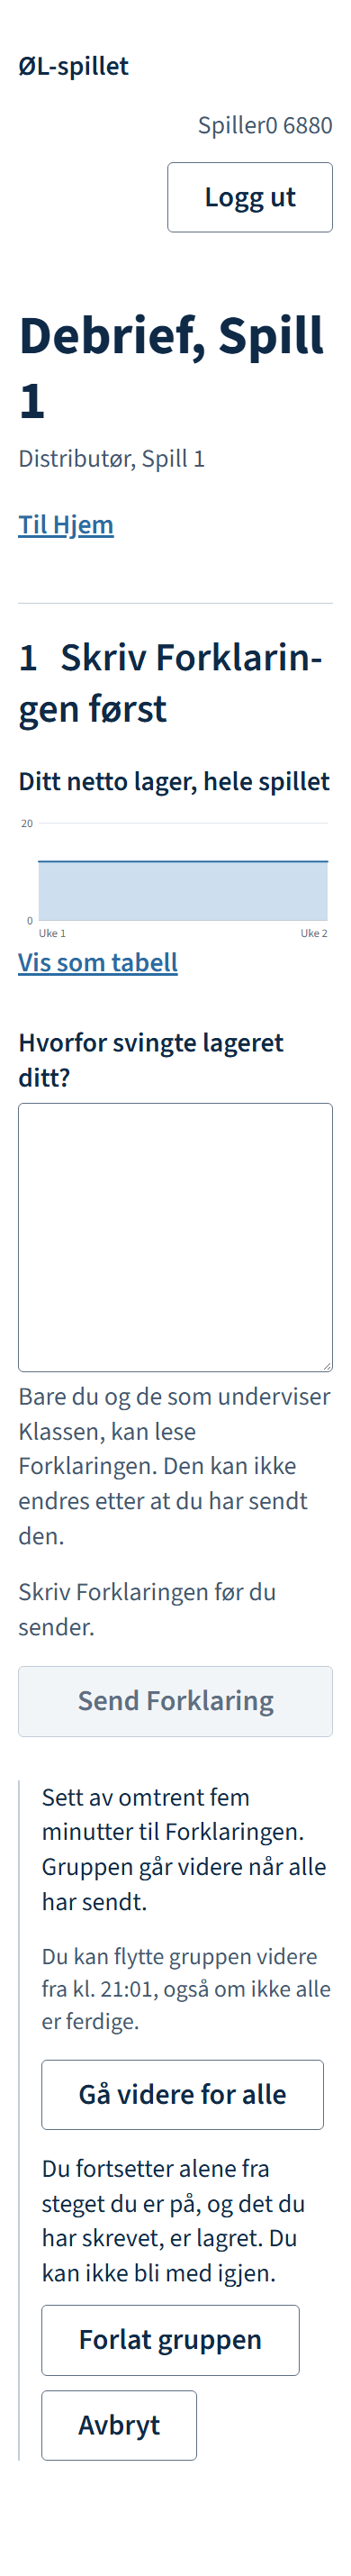 ØL-spillet
Spiller0 6880
Logg ut
Debrief, Spill
1
Distributør, Spill 1
Til Hjem
1 Skriv Forklarin-
gen først
Ditt netto lager, hele spillet
20
0
Uke 1 Uke 2
Vis som tabell
Hvorfor svingte lageret
ditt?
Bare du og de som underviser
Klassen, kan lese
Forklaringen. Den kan ikke
endres etter at du har sendt
den.
Skriv Forklaringen før du
sender.
Send Forklaring
Sett av omtrent fem
minutter til Forklaringen.
Gruppen går videre når alle
har sendt.
Du kan flytte gruppen videre
fra kl. 21:01, også om ikke alle
er ferdige.
Gå videre for alle
Du fortsetter alene fra
steget du er på, og det du
har skrevet, er lagret. Du
kan ikke bli med igjen.
Forlat gruppen
Avbryt